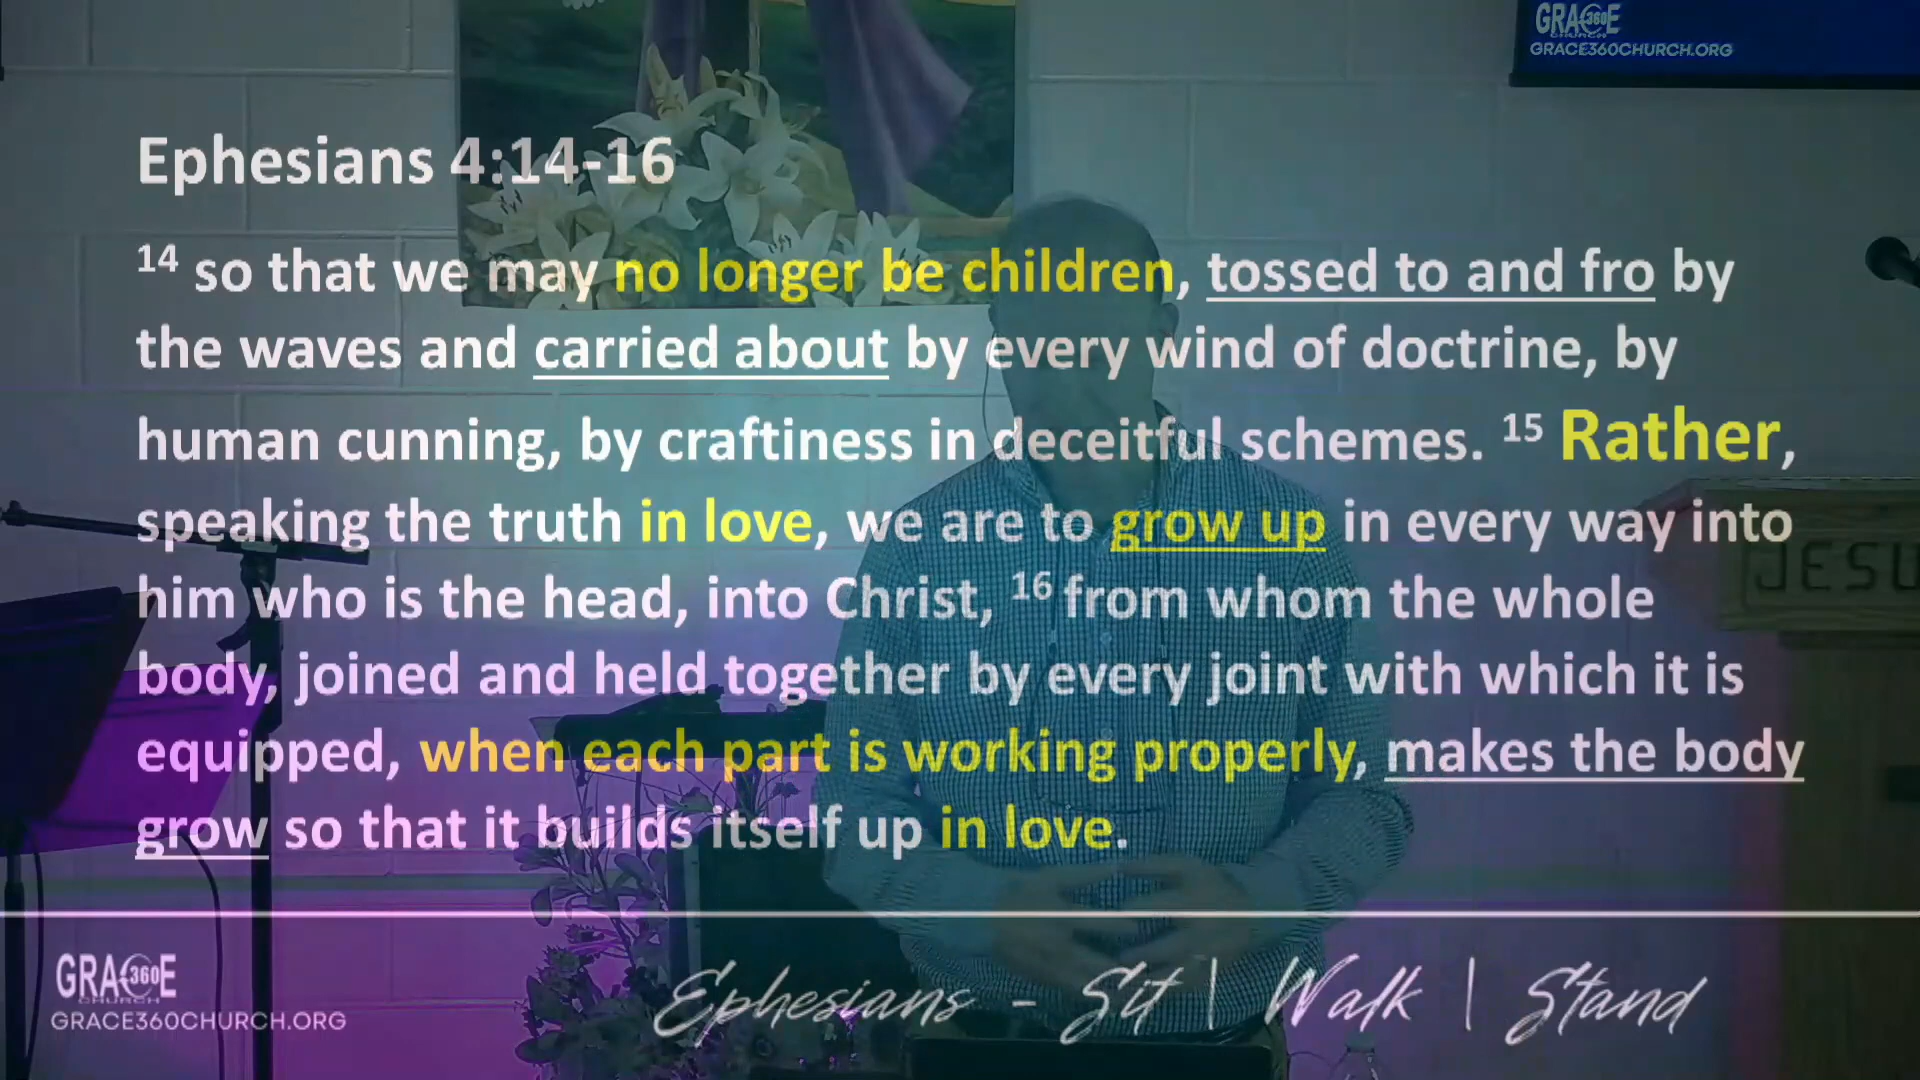 GRACE 360
CHURCH
GRACE360CHURCH.ORG
Ephesians 4:14-16
14 so that we may no longer be children, tossed to and fro by
the waves and carried about by every wind of doctrine, by
human cunning, by craftiness in deceitful schemes. 15 Rather,
speaking the truth in love, we are to grow up in every way into
him who is the head, into Christ, 16 from whom the whole
body, joined and held together by every joint with which it is
equipped, when each part is working properly, makes the body
grow so that it builds itself up in love.
JESU
GRACE 360
CHURCH
GRACE360CHURCH.ORG
Ephesians - Sit | Walk | Stand